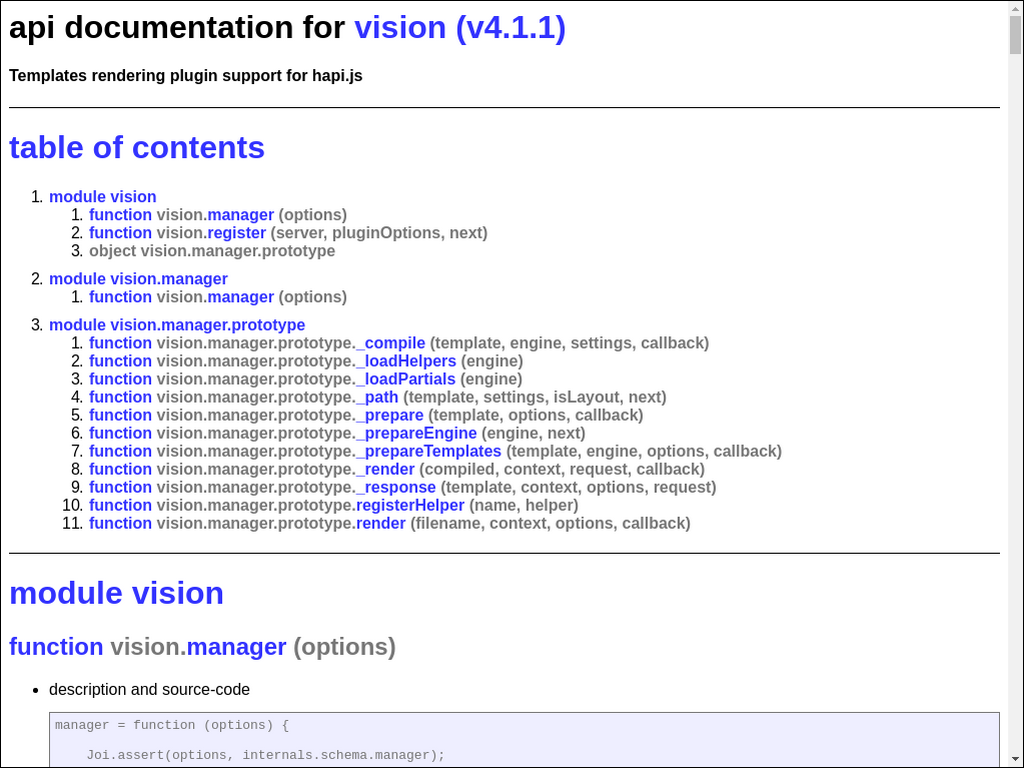 api documentation for vision (v4.1.1)
Templates rendering plugin support for hapi.js
table of contents
1. module vision
1. function vision.manager (options)
2. function vision.register (server, pluginOptions, next)
3. object vision.manager.prototype
2. module vision.manager
1. function vision.manager (options)
3. module vision.manager.prototype
1. function vision.manager.prototype._compile (template, engine, settings, callback)
2. function vision.manager.prototype._loadHelpers (engine)
3. function vision.manager.prototype._loadPartials (engine)
4. function vision.manager.prototype._path (template, settings, isLayout, next)
5. function vision.manager.prototype._prepare (template, options, callback)
6. function vision.manager.prototype._prepareEngine (engine, next)
7. function vision.manager.prototype._prepareTemplates (template, engine, options, callback)
8. function vision.manager.prototype._render (compiled, context, request, callback)
9. function vision.manager.prototype._response (template, context, options, request)
10. function vision.manager.prototype.registerHelper (name, helper)
11. function vision.manager.prototype.render (filename, context, options, callback)
module vision
function vision.manager (options)
• description and source-code
manager = function (options) {
Joi.assert(options, internals.schema.manager);